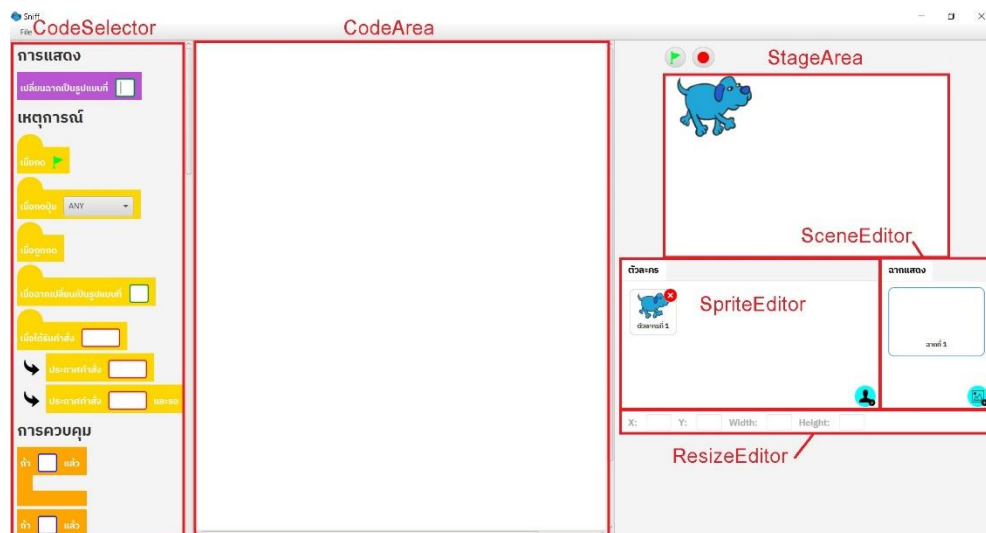 Sniff
File
CodeSelector
CodeArea
StageArea
การแสดง
เปลี่ยนฉากเป็นรูปแบบที่
เหตุการณ์
เมื่อกด
เมื่อกดปุ่ม ANY
เมื่อถูกกด
เมื่อฉากเปลี่ยนเป็นรูปแบบที่
เมื่อได้รับคำสั่ง
ประกาศคำสั่ง
ประกาศคำสั่ง และรอ
การควบคุม
ถ้า แล้ว
ถ้า แล้ว
SceneEditor
ตัวละคร
ฉากแสดง
SpriteEditor
ตัวละครที่ 1
ฉากที่ 1
X: Y: Width: Height:
ResizeEditor